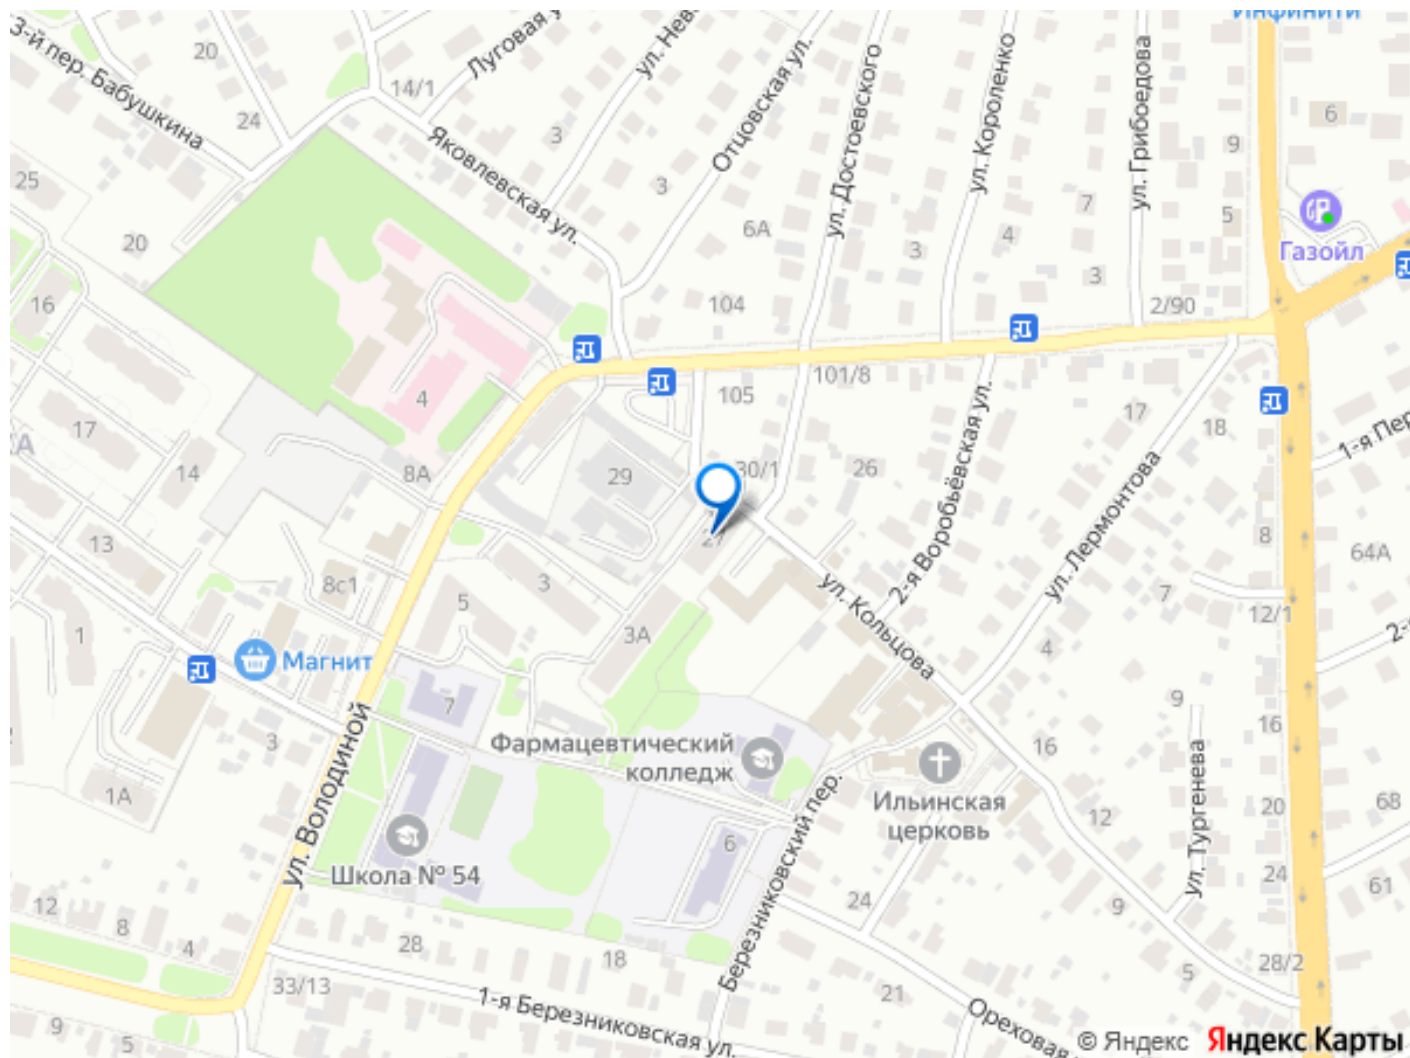 Инфинити
3-й пер. Бабушкина
20
24
14/1
Луговая
ул. Нев
Отцовская ул.
ул. Достоевского
ул. Короленко
ул. Грибоедова
9
6
3
3
Яковлевская ул.
25
20
6А
3
4
7
3
5
Газойл
16
104
2/90
105
101/8
17
14
4
8А
29
30/1
26
2-я Воробьёвская ул.
17
18
1-я Пер
ул. Лермонтова
13
8с1
3
5
27
8
64А
7
12/1
1
Магнит
3А
ул. Кольцова
4
2-
7
9
16
3
1А
ул. Володиной
Фармацевтический
колледж
16
Ильинская
церковь
12
ул. Тургенева
20
68
Школа № 54
6
Березниковский пер.
24
24
61
9
12
8
4
28
18
33/13
21
5
28/2
9
5
1-я Березниковская ул.
Ореховая
© Яндекс
Яндекс Карты